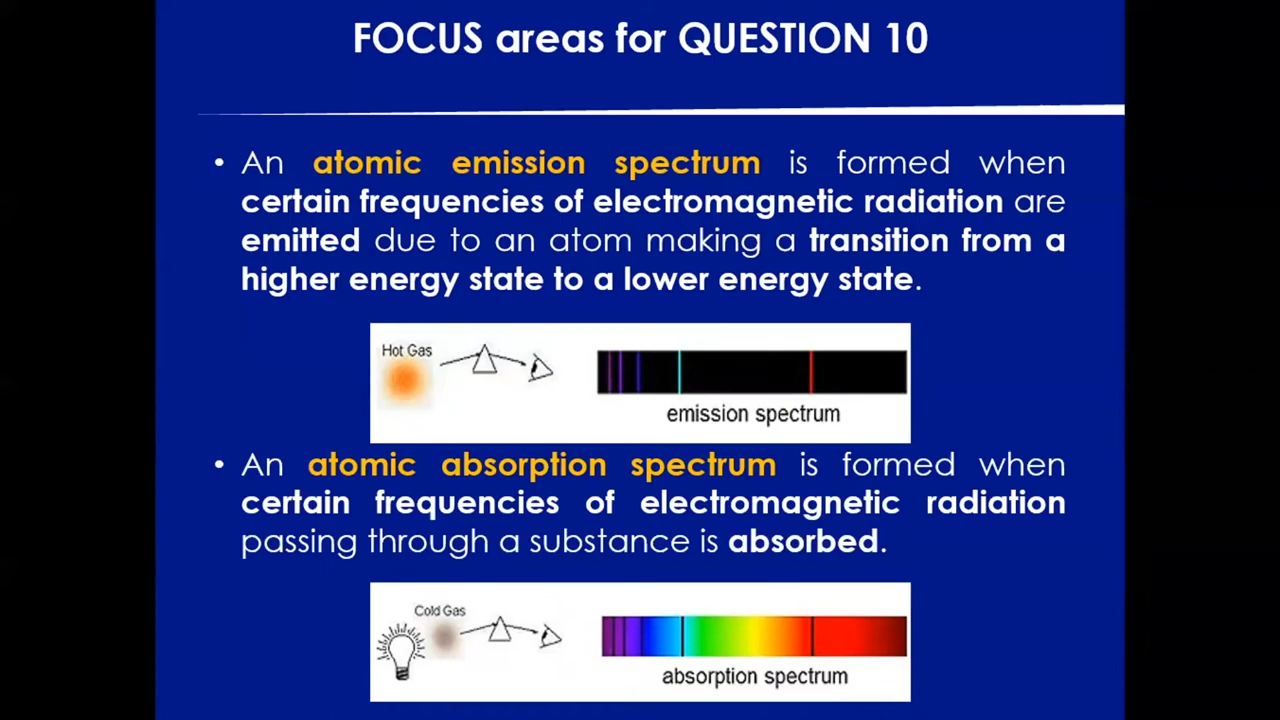 FOCUS areas for QUESTION 10
• An atomic emission spectrum is formed when
certain frequencies of electromagnetic radiation are
emitted due to an atom making a transition from a
higher energy state to a lower energy state.
Hot Gas
emission spectrum
• An atomic absorption spectrum is formed when
certain frequencies of electromagnetic radiation
passing through a substance is absorbed.
Cold Gas
absorption spectrum